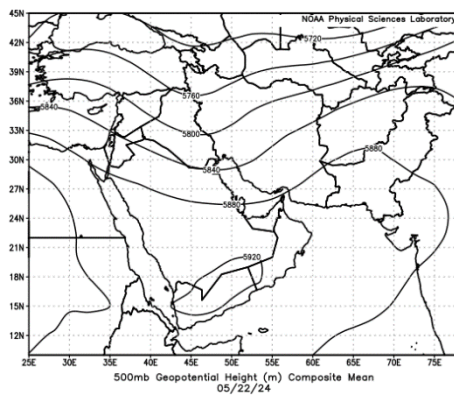 NOAA Physical Sciences Laboratory
45N
42N
39N
36N
33N
30N
27N
24N
21N
18N
15N
12N
5720
5760
5840
5800
5840
5880
5880
5920
25E 30E 35E 40E 45E 50E 55E 60E 65E 70E 75E
500mb Geopotential Height (m) Composite Mean
05/22/24